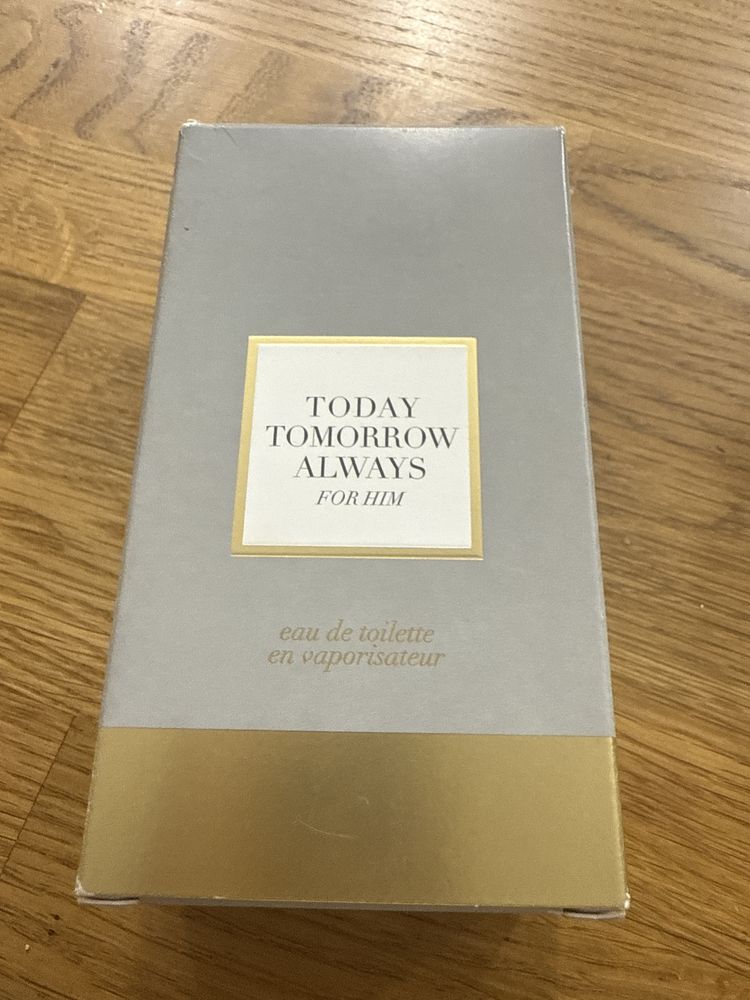 TODAY
TOMORROW
ALWAYS
FOR HIM
eau de toilette
en vaporisateur